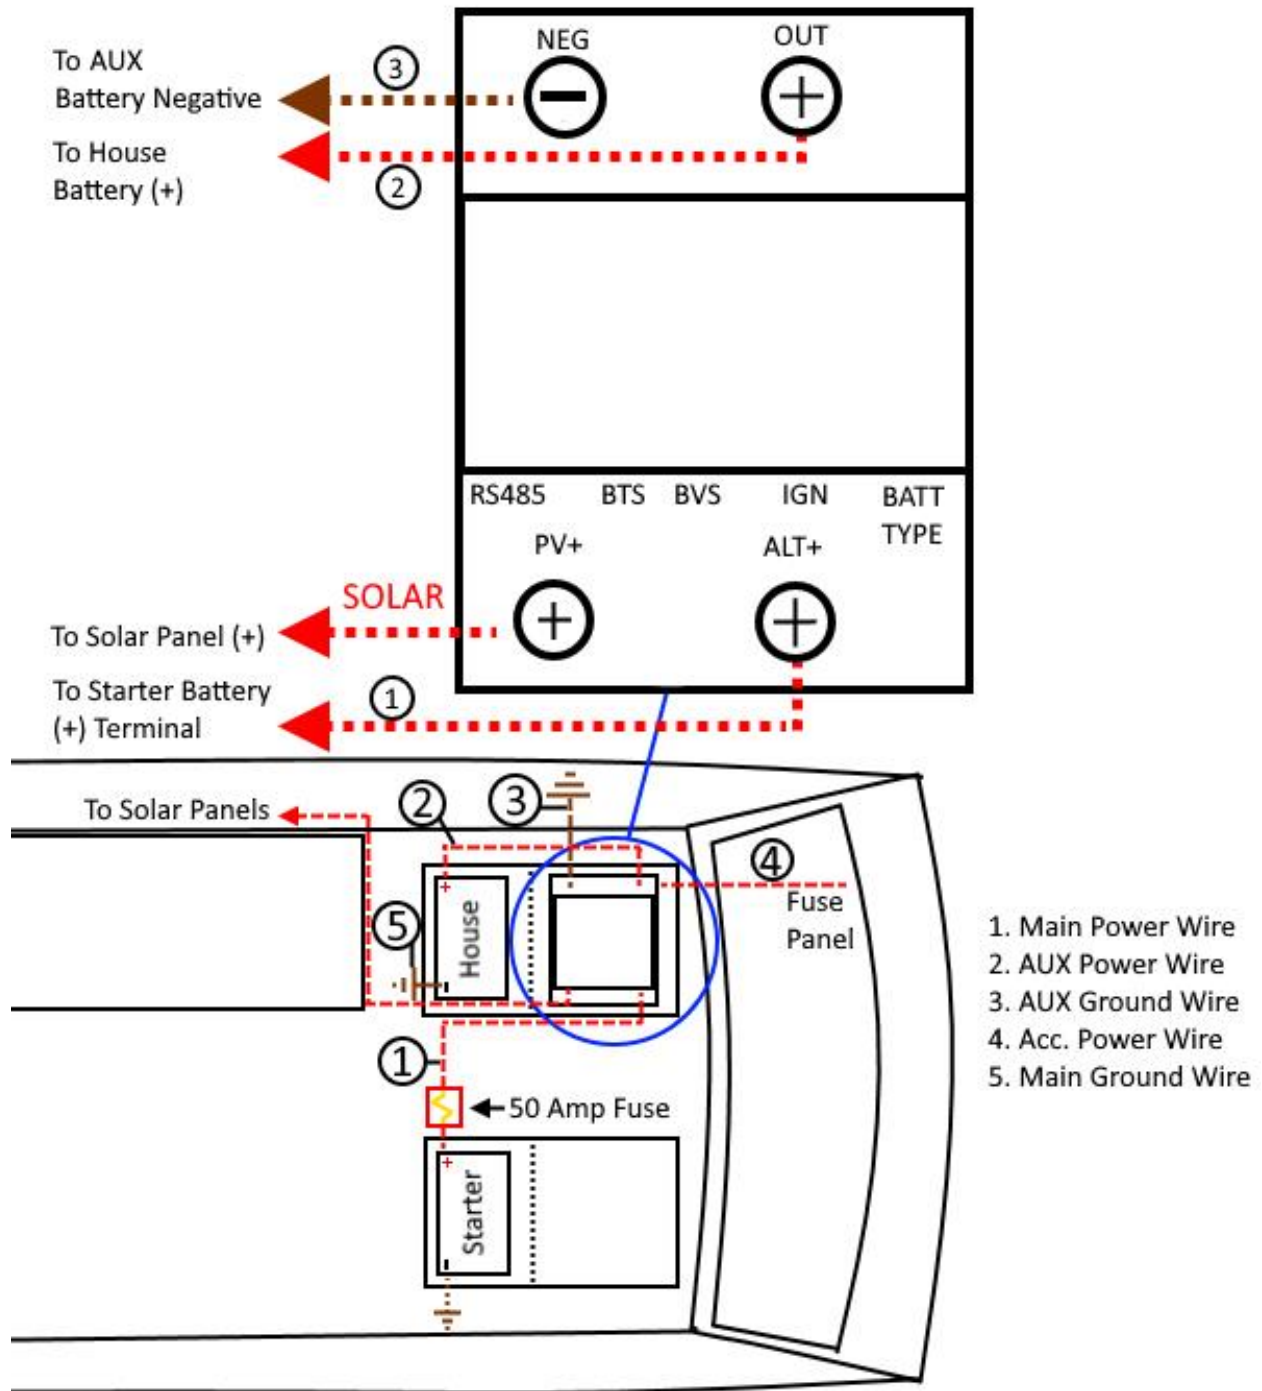 NEG
OUT
To AUX
Battery Negative
3
To House
Battery (+)
2
RS485
BTS
BVS
IGN
BATT
TYPE
PV+
ALT+
SOLAR
To Solar Panel (+)
To Starter Battery
(+) Terminal
1
To Solar Panels
2
3
4
Fuse
Panel
5
House
1
50 Amp Fuse
Starter
1. Main Power Wire
2. AUX Power Wire
3. AUX Ground Wire
4. Acc. Power Wire
5. Main Ground Wire